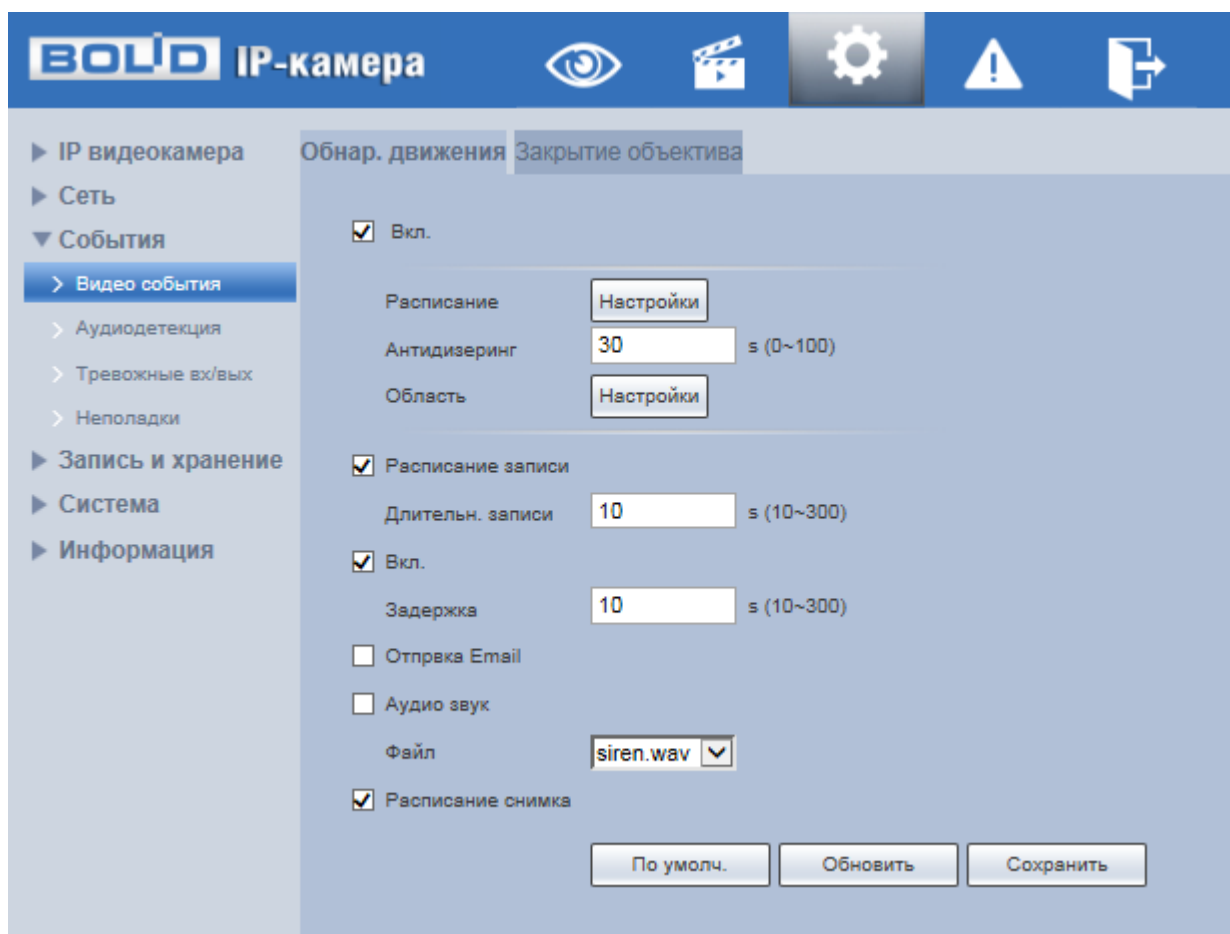 BOLID IP-камера
IP видеокамера
Сеть
События
Видео события
Аудиодетекция
Тревожные вх/вых
Неполадки
Запись и хранение
Система
Информация
Обнар. движения Закрытие объектива
Вкл.
Расписание Настройки
Антидизеринг 30 s (0~100)
Область Настройки
Расписание записи
Длительн. записи 10 s (10~300)
Вкл.
Задержка 10 s (10~300)
Отпрвка Email
Аудио звук
Файл siren.wav
Расписание снимка
По умолч. Обновить Сохранить